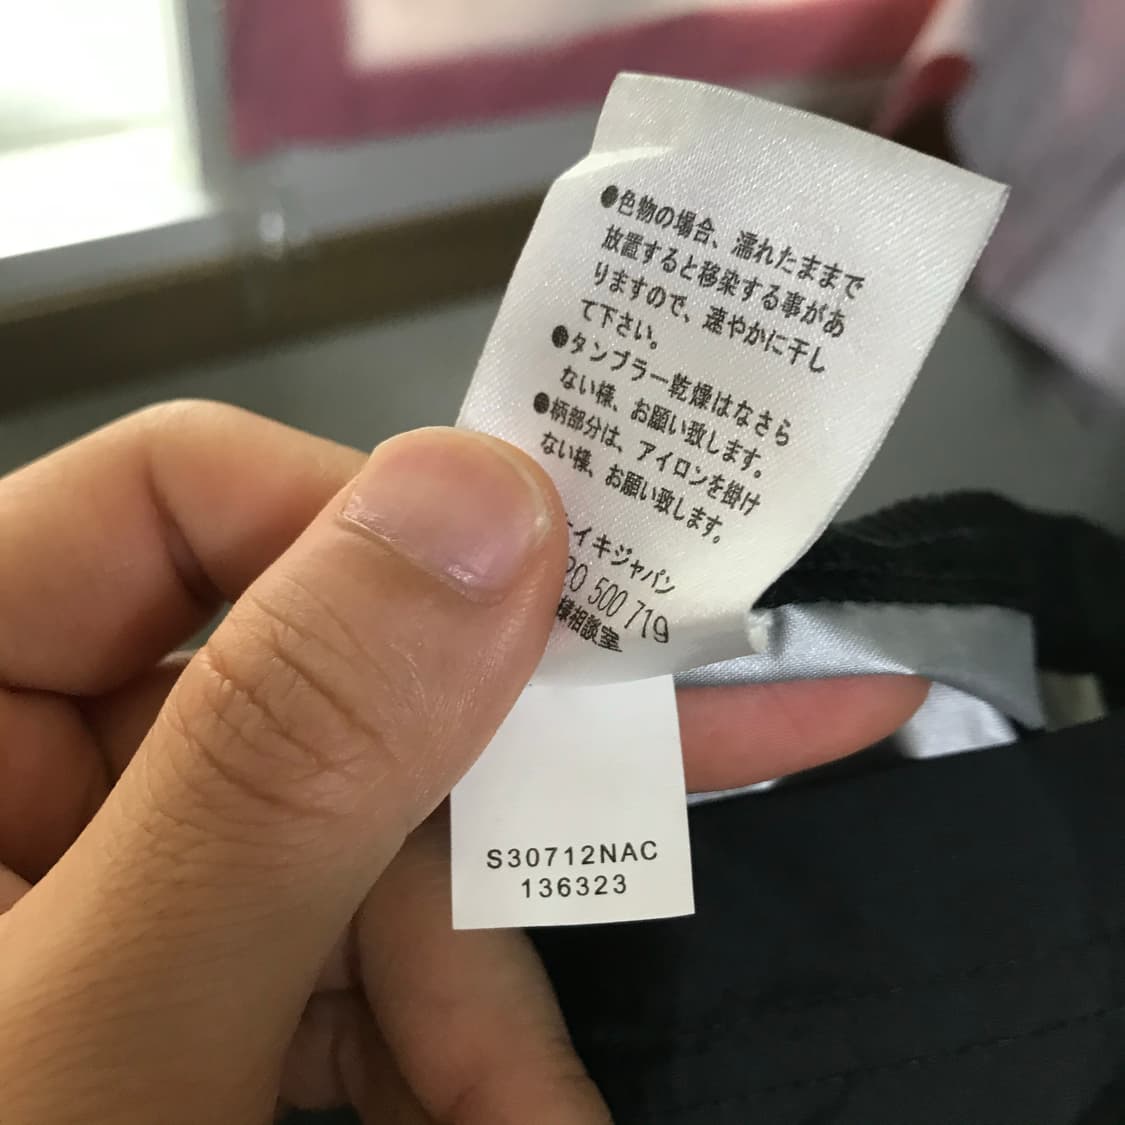 ●色物の場合、濡れたままで
放置すると移染する事があ
りますので、速やかに干し
て下さい。
●タンブラー乾燥はなさら
ない様、お願い致します。
●柄部分は、アイロンを掛け
ない様、お願い致します。
イキジャパン
20 500 719
様相談室
S30712NAC
136323